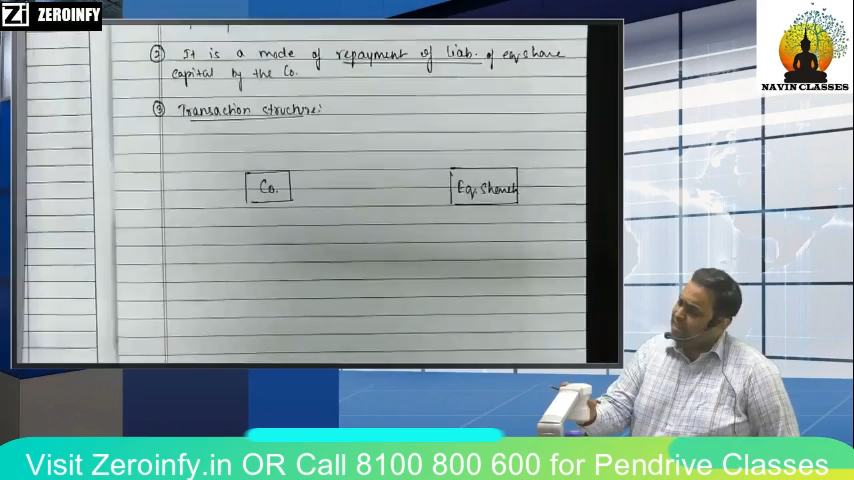 Zi ZEROINFY
② It is a mode of repayment of liab. of eq share
capital by the Co.
③ Transaction structure:
Co.
Eq. Shareh
NAVIN CLASSES
Visit Zeroinfy.in OR Call 8100 800 600 for Pendrive Classes